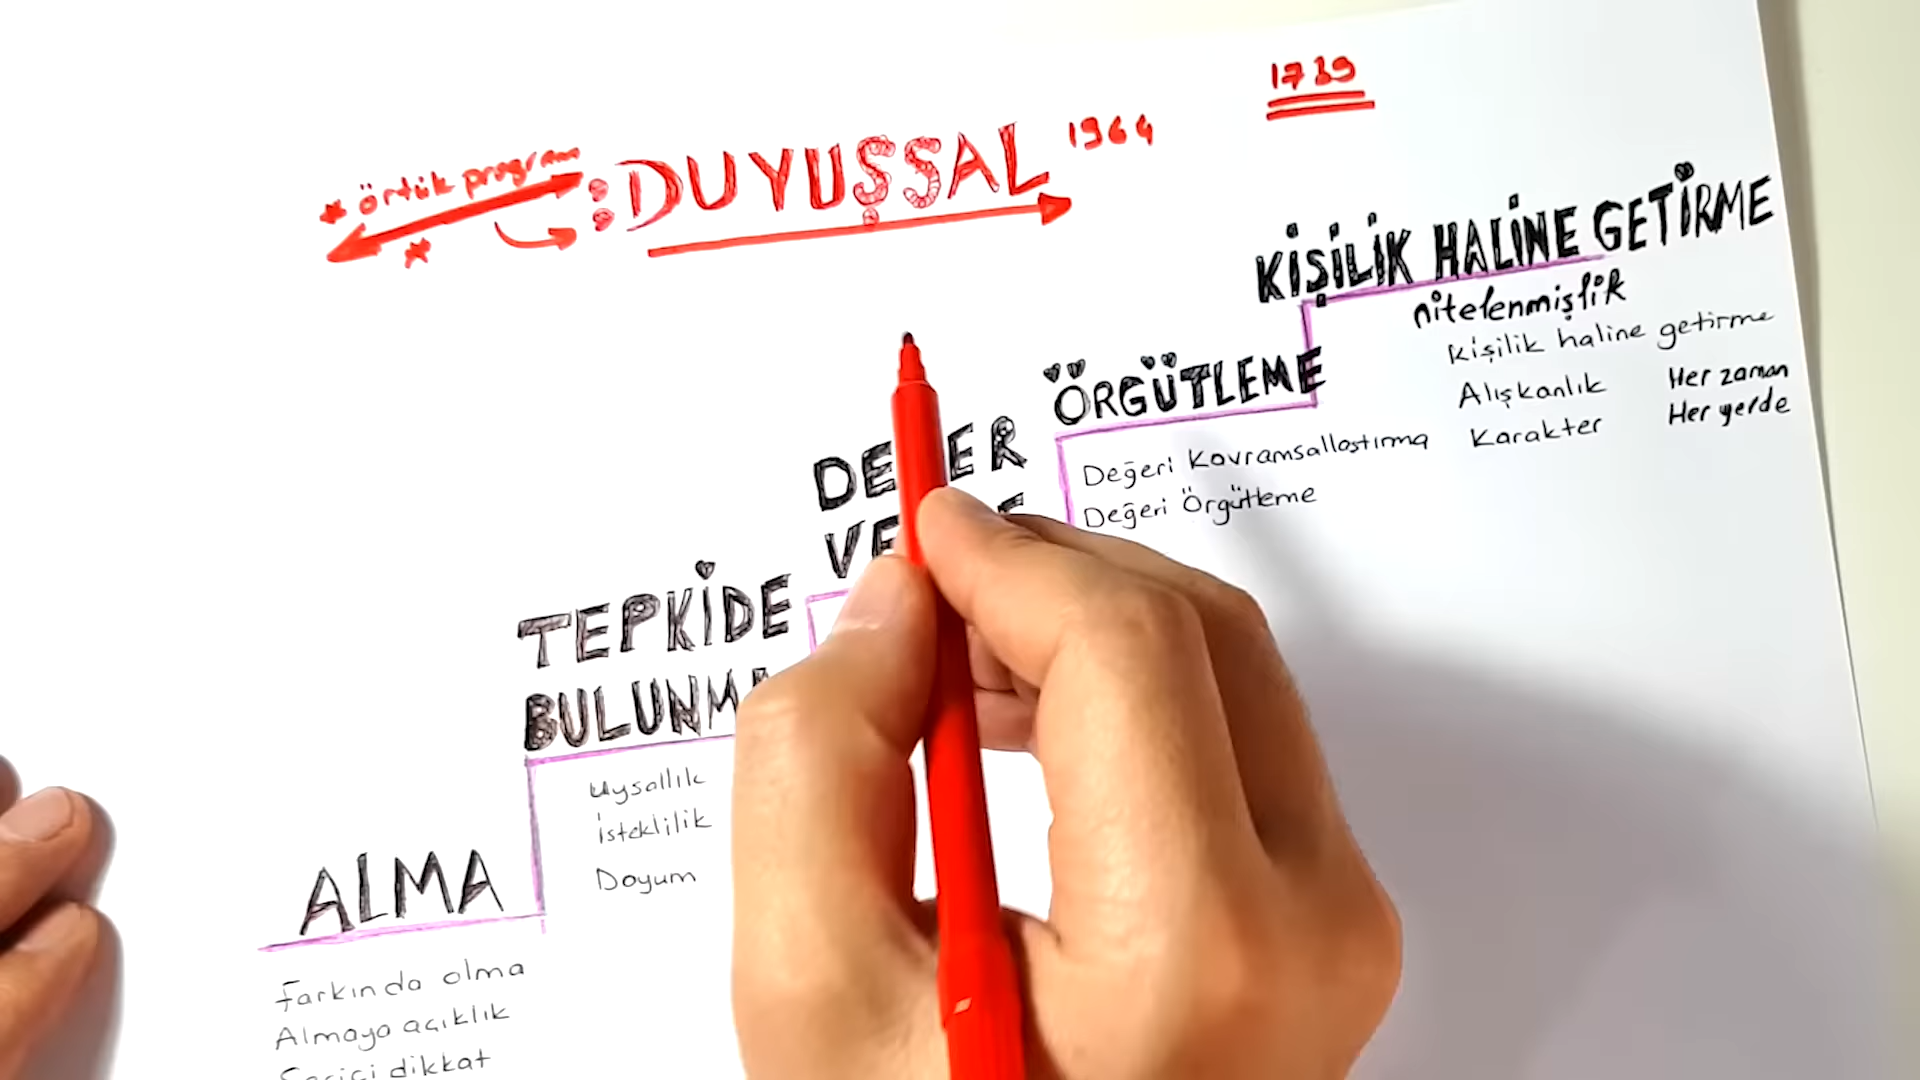 1739
* örtük program : DUYUŞSAL 1964
*
KİŞİLİK HALİNE GETİRME
nitelenmişlik
Kişilik haline getirme
Alışkanlık Her zaman
Karakter Her yerde
ÖRGÜTLEME
Değeri Kavramsallaştırma
Değeri Örgütleme
TEPKİDE
Uysallık
İsteklilik
Doyum
ALMA
Farkında olma
Almaya açıklık
dikkat